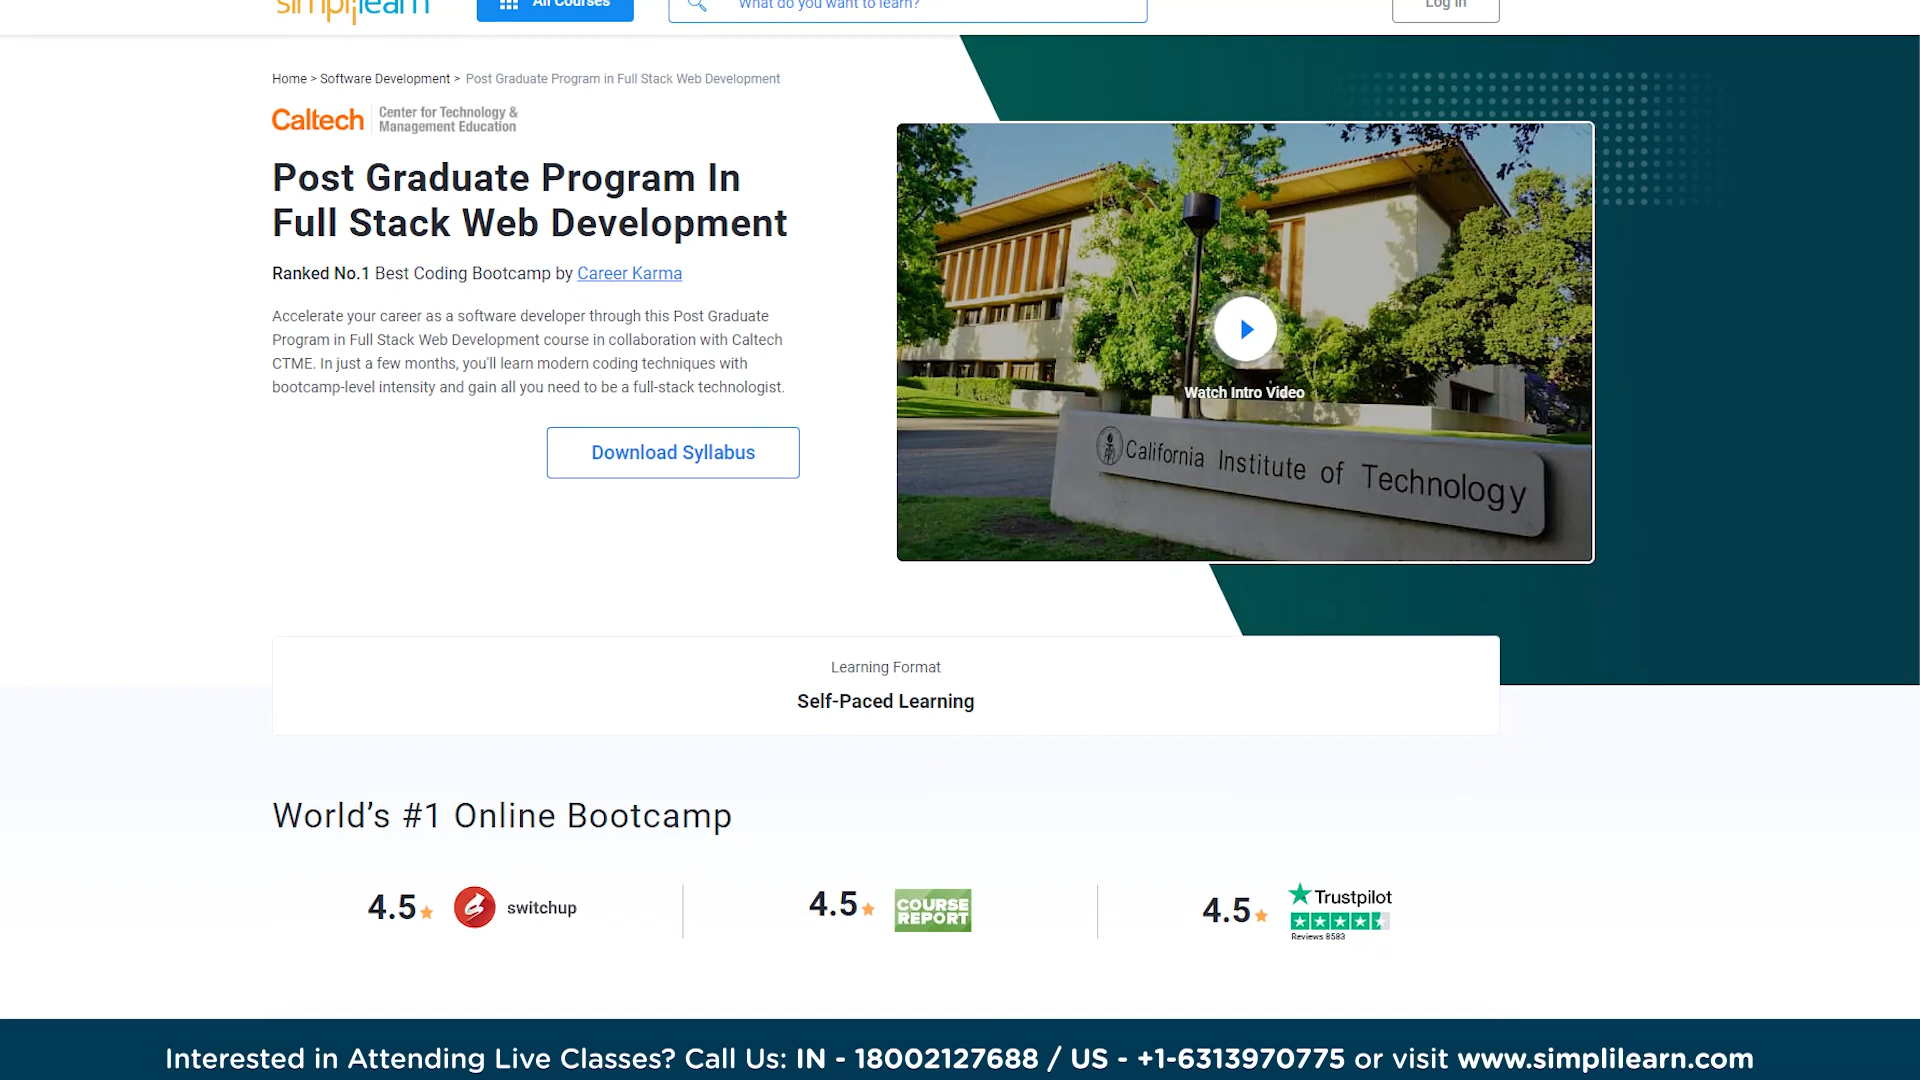 simplilearn
All Courses
What do you want to learn?
Log in
Home > Software Development > Post Graduate Program in Full Stack Web Development
Caltech
Center for Technology &
Management Education
Post Graduate Program In
Full Stack Web Development
Ranked No.1 Best Coding Bootcamp by Career Karma
Accelerate your career as a software developer through this Post Graduate
Program in Full Stack Web Development course in collaboration with Caltech
CTME. In just a few months, you'll learn modern coding techniques with
bootcamp-level intensity and gain all you need to be a full-stack technologist.
Download Syllabus
Watch Intro Video
California Institute of Technology
Learning Format
Self-Paced Learning
World's #1 Online Bootcamp
4.5
switchup
4.5
COURSE
REPORT
4.5
Trustpilot
Reviews 8583
Interested in Attending Live Classes? Call Us: IN - 18002127688 / US - +1-6313970775 or visit www.simplilearn.com